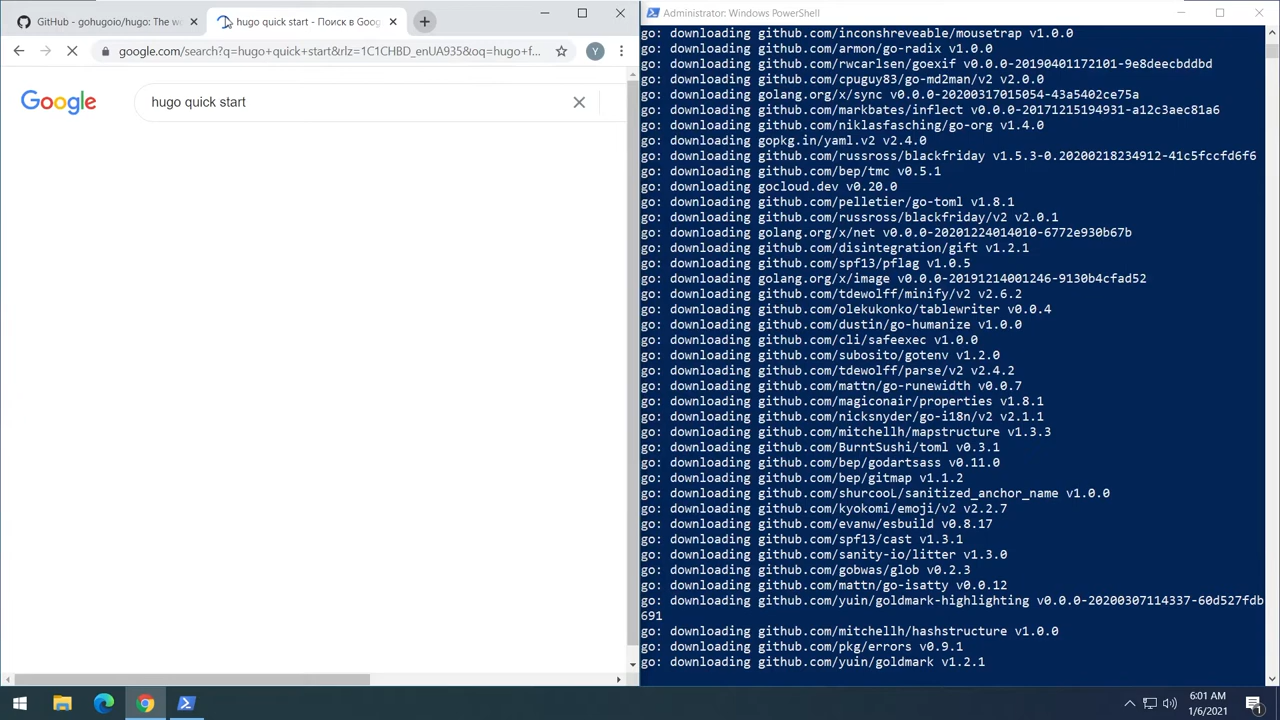 GitHub - gohugoio/hugo: The w
hugo quick start - Поиск в Goog
google.com/search?q=hugo+quick+start&rlz=1C1CHBD_enUA935&oq=hugo+f...
Y
Google
hugo quick start
Administrator: Windows PowerShell
go: downloading github.com/inconshreveable/mousetrap v1.0.0
go: downloading github.com/armon/go-radix v1.0.0
go: downloading github.com/rwcarlsen/goexif v0.0.0-20190401172101-9e8deecbddbd
go: downloading github.com/cpuguy83/go-md2man/v2 v2.0.0
go: downloading golang.org/x/sync v0.0.0-20200317015054-43a5402ce75a
go: downloading github.com/markbates/inflect v0.0.0-20171215194931-a12c3aec81a6
go: downloading github.com/niklasfasching/go-org v1.4.0
go: downloading gopkg.in/yaml.v2 v2.4.0
go: downloading github.com/russross/blackfriday v1.5.3-0.20200218234912-41c5fccfd6f6
go: downloading github.com/bep/tmc v0.5.1
go: downloading gocloud.dev v0.20.0
go: downloading github.com/pelletier/go-toml v1.8.1
go: downloading github.com/russross/blackfriday/v2 v2.0.1
go: downloading golang.org/x/net v0.0.0-20201224014010-6772e930b67b
go: downloading github.com/disintegration/gift v1.2.1
go: downloading github.com/spf13/pflag v1.0.5
go: downloading golang.org/x/image v0.0.0-20191214001246-9130b4cfad52
go: downloading github.com/tdewolff/minify/v2 v2.6.2
go: downloading github.com/olekukonko/tablewriter v0.0.4
go: downloading github.com/dustin/go-humanize v1.0.0
go: downloading github.com/cli/safeexec v1.0.0
go: downloading github.com/subosito/gotenv v1.2.0
go: downloading github.com/tdewolff/parse/v2 v2.4.2
go: downloading github.com/mattn/go-runewidth v0.0.7
go: downloading github.com/magiconair/properties v1.8.1
go: downloading github.com/nicksnyder/go-i18n/v2 v2.1.1
go: downloading github.com/mitchellh/mapstructure v1.3.3
go: downloading github.com/BurntSushi/toml v0.3.1
go: downloading github.com/bep/godartsass v0.11.0
go: downloading github.com/bep/gitmap v1.1.2
go: downloading github.com/shurcooL/sanitized_anchor_name v1.0.0
go: downloading github.com/kyokomi/emoji/v2 v2.2.7
go: downloading github.com/evanw/esbuild v0.8.17
go: downloading github.com/spf13/cast v1.3.1
go: downloading github.com/sanity-io/litter v1.3.0
go: downloading github.com/gobwas/glob v0.2.3
go: downloading github.com/mattn/go-isatty v0.0.12
go: downloading github.com/yuin/goldmark-highlighting v0.0.0-20200307114337-60d527fdb
691
go: downloading github.com/mitchellh/hashstructure v1.0.0
go: downloading github.com/pkg/errors v0.9.1
go: downloading github.com/yuin/goldmark v1.2.1
6:01 AM
1/6/2021
1